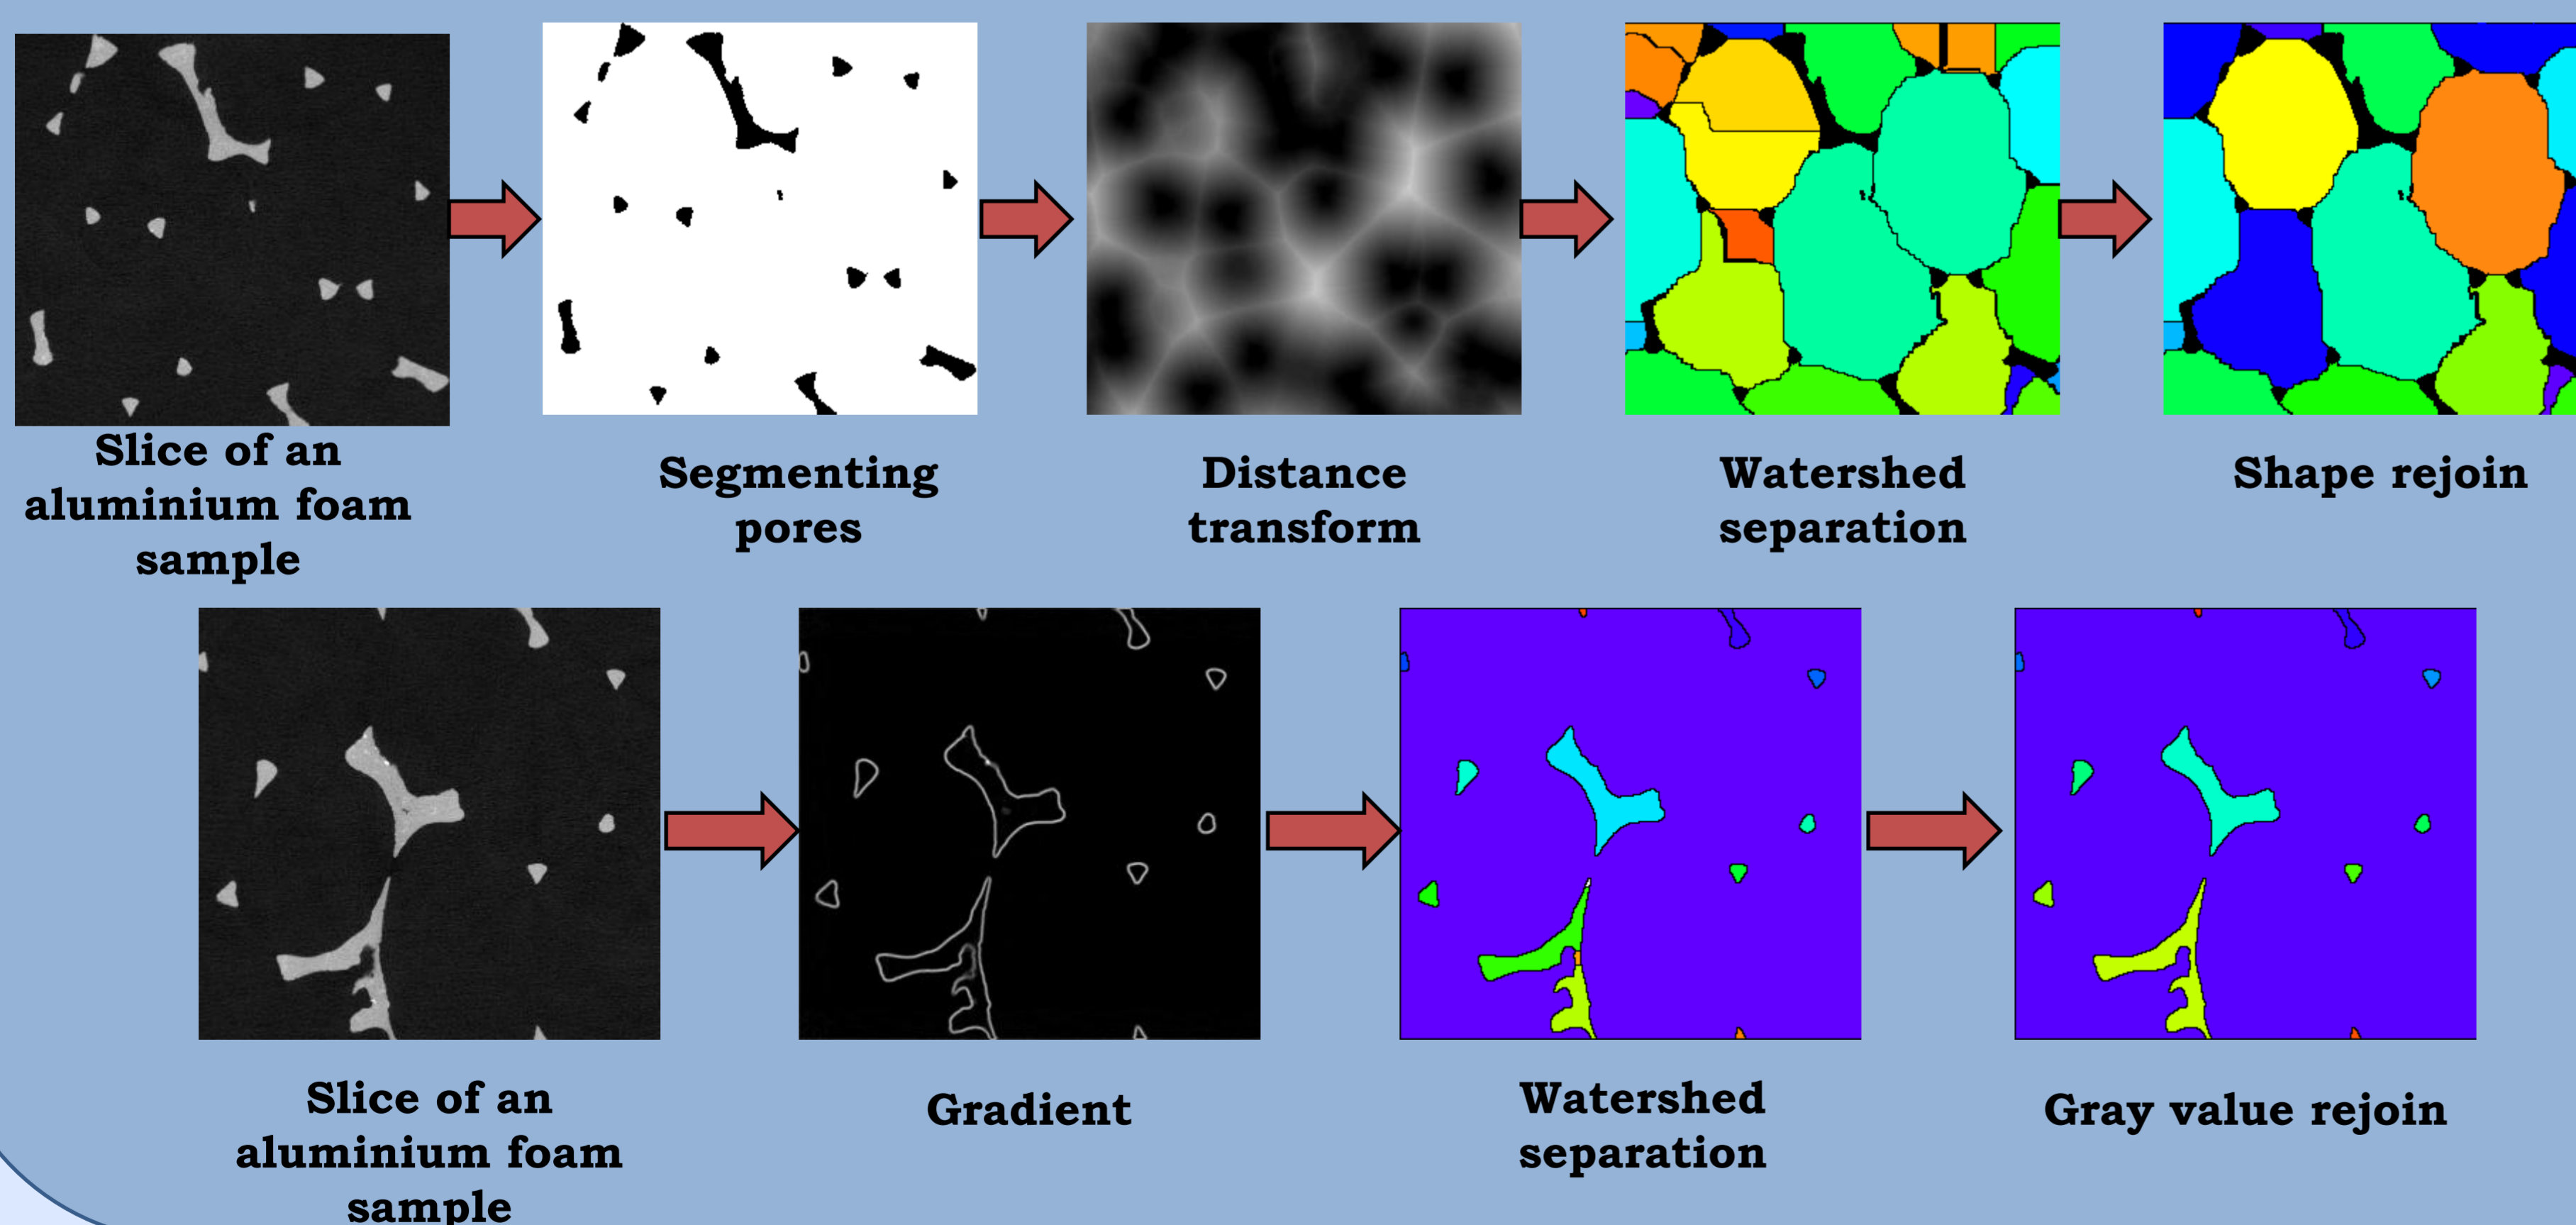 Slice of an
aluminium foam
sample
Segmenting
pores
Distance
transform
Watershed
separation
Shape rejoin
Slice of an
aluminium foam
sample
Gradient
Watershed
separation
Gray value rejoin